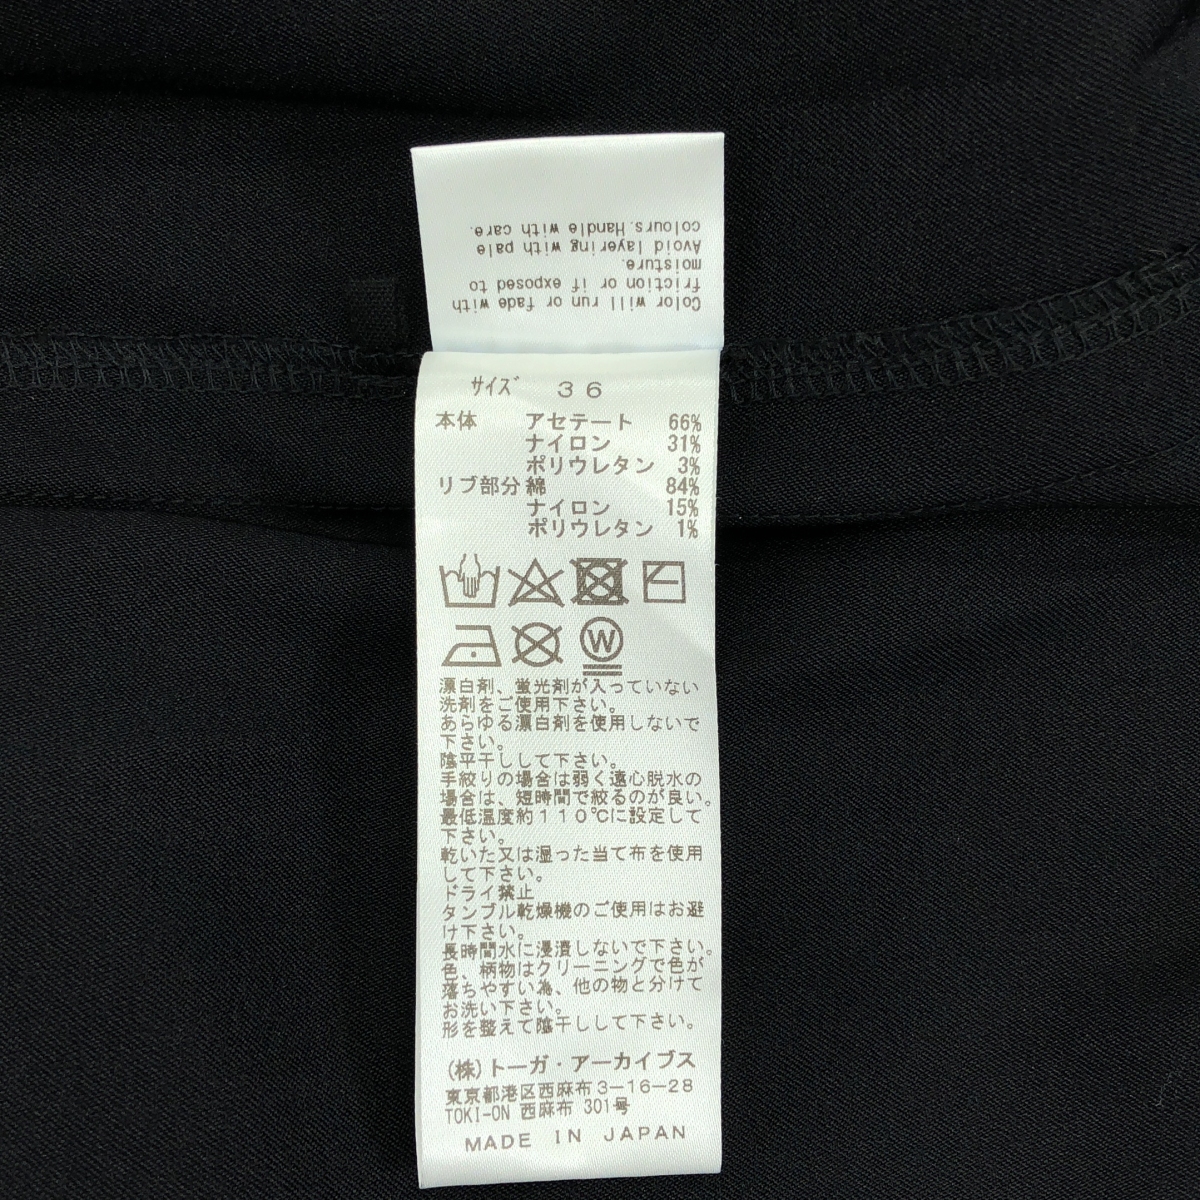 Color will run or fade with
friction or if exposed to
moisture.
Avoid layering with pale
colours.Handle with care.
サイズ 36
本体 アセテート 66%
ナイロン 31%
ポリウレタン 3%
リブ部分 綿 84%
ナイロン 15%
ポリウレタン 1%
W
漂白剤、蛍光剤が入っていない
洗剤をご使用下さい。
あらゆる漂白剤を使用しないで
下さい。
陰平干しして下さい。
手絞りの場合は弱く遠心脱水の
場合は、短時間で絞るのが良い。
最低温度約110℃に設定して
下さい。
乾いた又は湿った当て布を使用
して下さい。
ドライ禁止
タンブル乾燥機のご使用はお避
け下さい。
長時間水に浸漬しないで下さい。
色、柄物はクリーニングで色が
落ちやすい為、他の物と分けて
お洗い下さい。
形を整えて陰干しして下さい。
(株)トーガ・アーカイブス
東京都港区西麻布3-16-28
TOKI-ON 西麻布 301号
MADE IN JAPAN